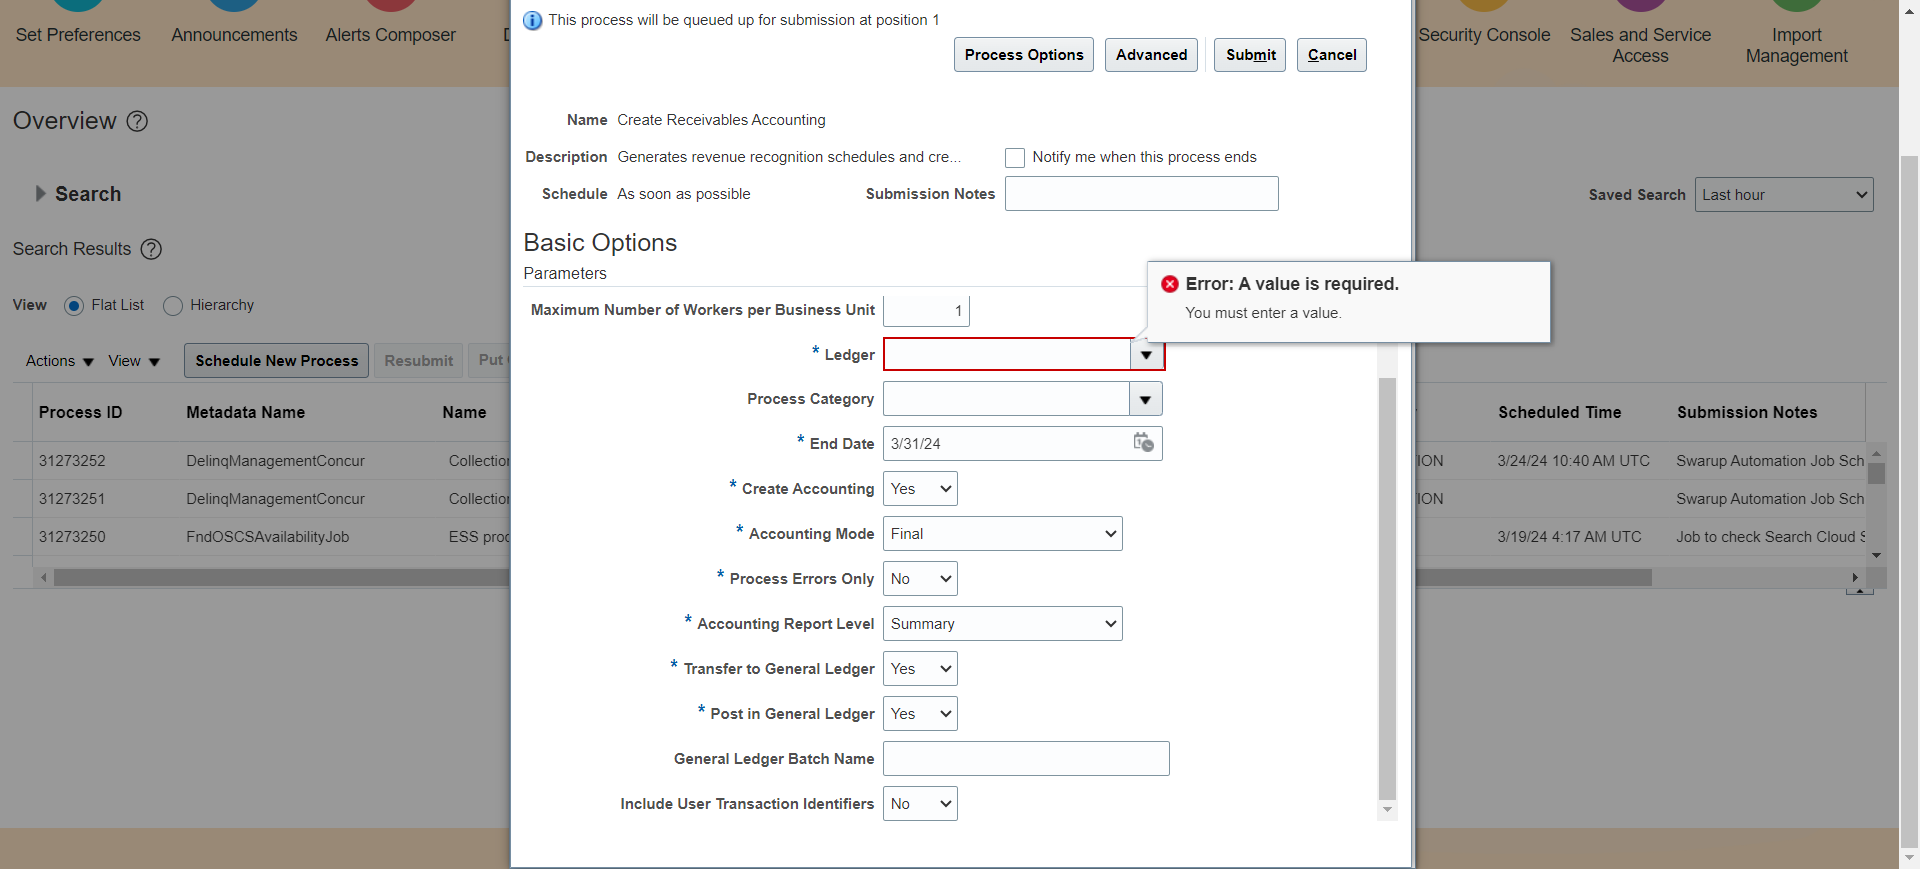 Set Preferences
Announcements
Alerts Composer
D
Security Console
Sales and Service
Access
Import
Management
This process will be queued up for submission at position 1
Process Options
Advanced
Submit
Cancel
Overview
Search
Saved Search
Last hour
Search Results
View
Flat List
Hierarchy
Actions
View
Schedule New Process
Resubmit
Put
Process ID
Metadata Name
Name
Scheduled Time
Submission Notes
31273252
DelinqManagementConcur
Collection
ION
3/24/24 10:40 AM UTC
Swarup Automation Job Sch
31273251
DelinqManagementConcur
Collection
ION
Swarup Automation Job Sch
31273250
FndOSCSAvailabilityJob
ESS proc
3/19/24 4:17 AM UTC
Job to check Search Cloud S
Name
Create Receivables Accounting
Description
Generates revenue recognition schedules and cre...
Notify me when this process ends
Schedule
As soon as possible
Submission Notes
Basic Options
Parameters
Error: A value is required.
You must enter a value.
Maximum Number of Workers per Business Unit
1
* Ledger
Process Category
* End Date
3/31/24
* Create Accounting
Yes
* Accounting Mode
Final
* Process Errors Only
No
* Accounting Report Level
Summary
* Transfer to General Ledger
Yes
* Post in General Ledger
Yes
General Ledger Batch Name
Include User Transaction Identifiers
No